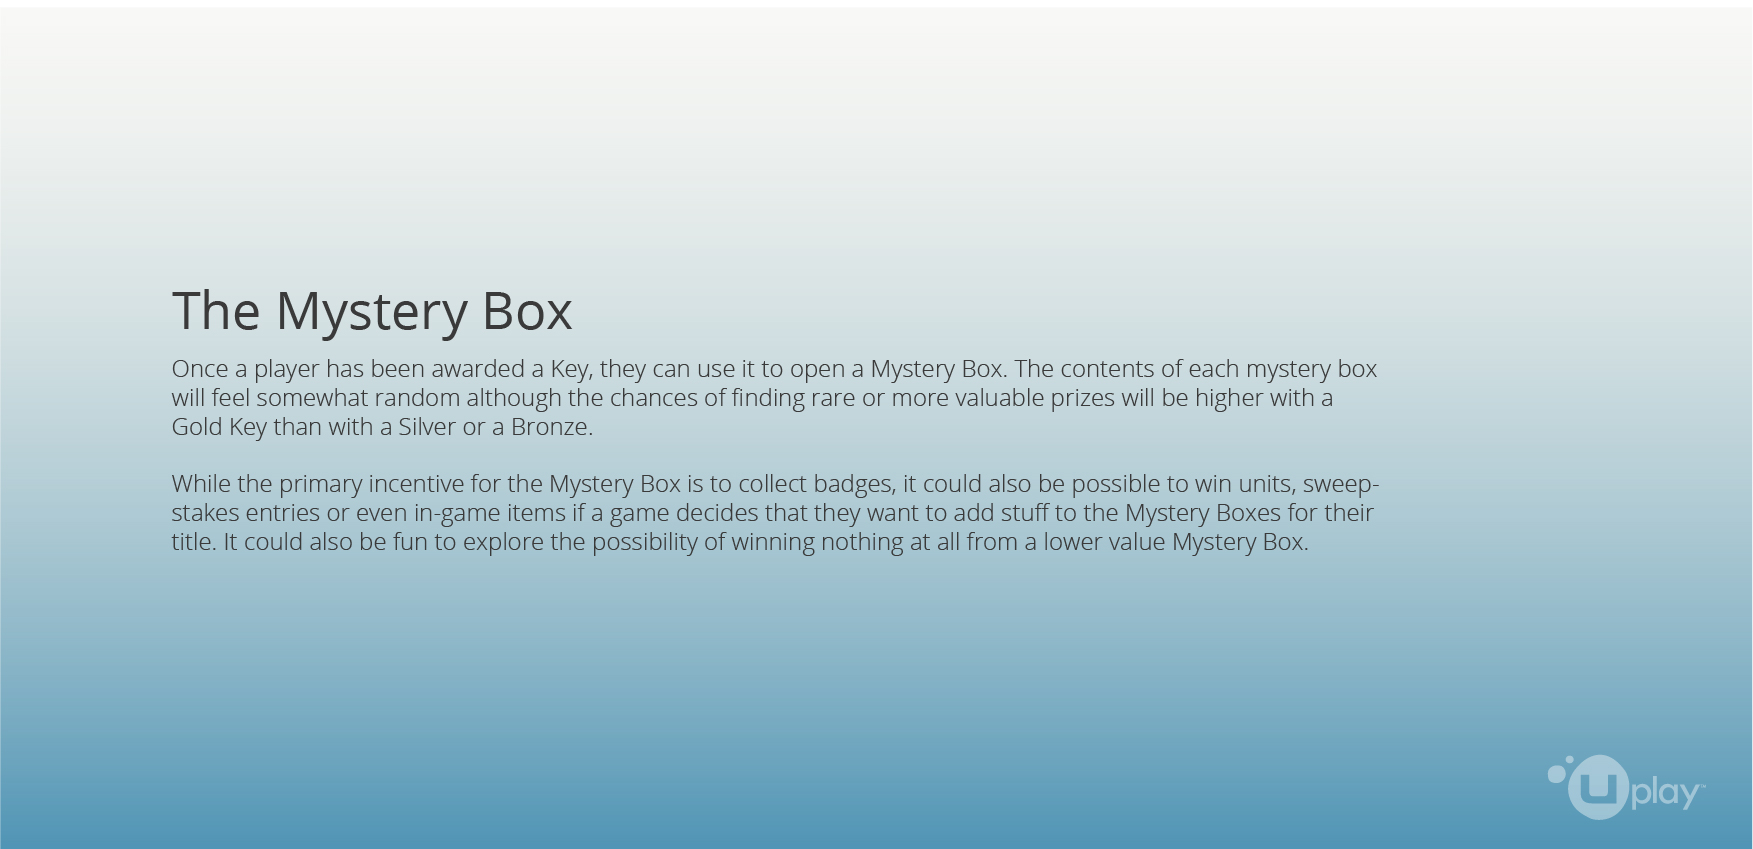 The Mystery Box
Once a player has been awarded a Key, they can use it to open a Mystery Box. The contents of each mystery box
will feel somewhat random although the chances of finding rare or more valuable prizes will be higher with a
Gold Key than with a Silver or a Bronze.
While the primary incentive for the Mystery Box is to collect badges, it could also be possible to win units, sweep-
stakes entries or even in-game items if a game decides that they want to add stuff to the Mystery Boxes for their
title. It could also be fun to explore the possibility of winning nothing at all from a lower value Mystery Box.
Uplay™